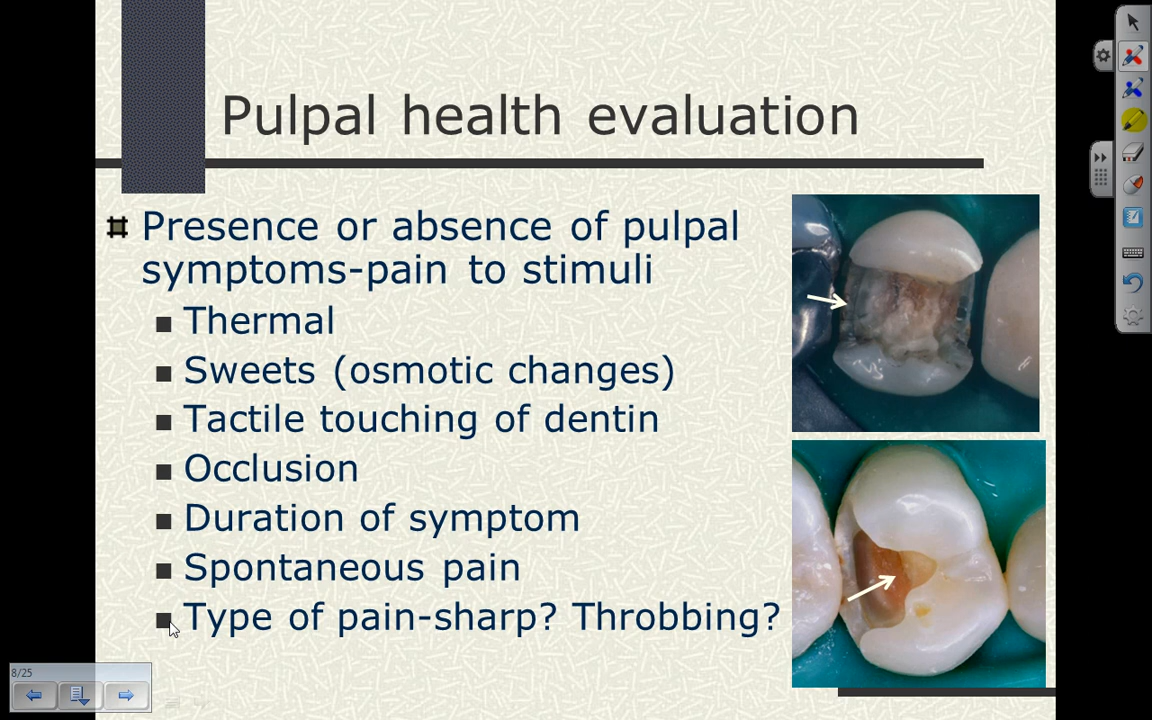 Pulpal health evaluation
Presence or absence of pulpal
symptoms-pain to stimuli
Thermal
Sweets (osmotic changes)
Tactile touching of dentin
Occlusion
Duration of symptom
Spontaneous pain
Type of pain-sharp? Throbbing?
8/25